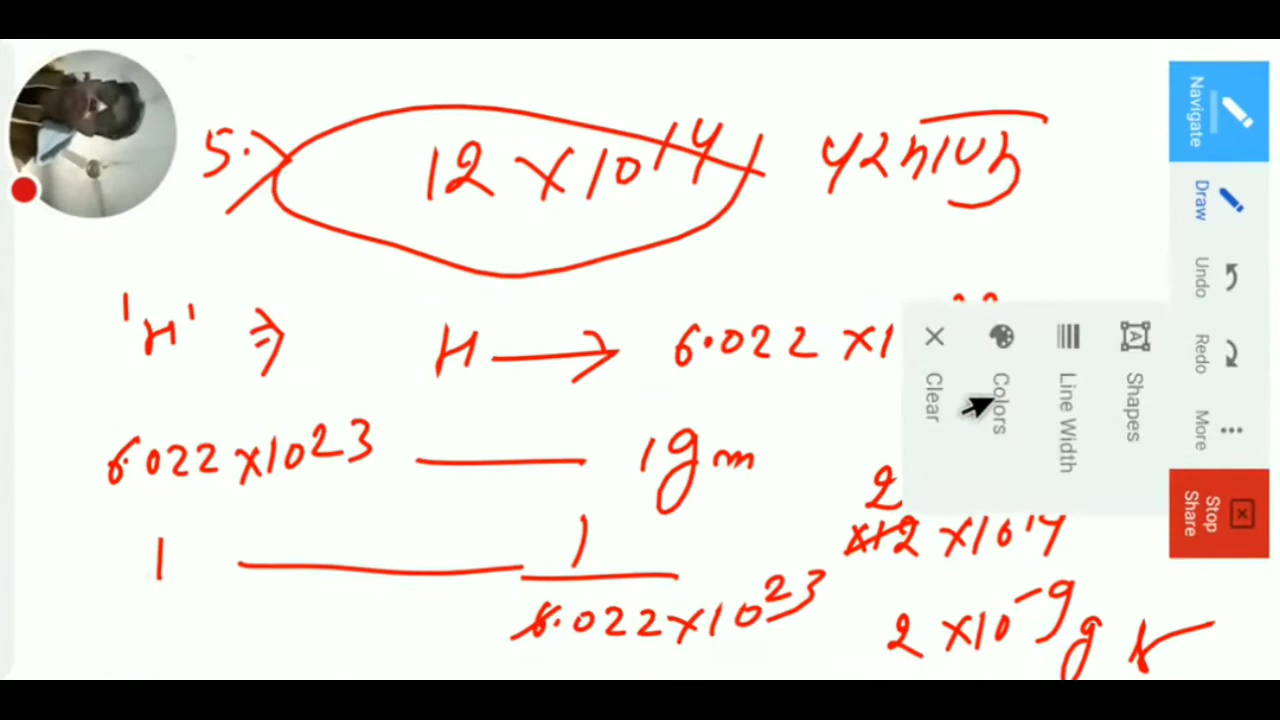 5. 12 × 10¹⁴
'H' ⇒ H → 6.022 × 1
6.022 × 10²³ — 1gm
1 — 1
2
×12 × 10¹⁴
6.022 × 10²³
2 × 10⁻⁹ g
Navigate
Draw
Undo
Redo
More
Stop
Share
Shapes
Line Width
Colors
Clear